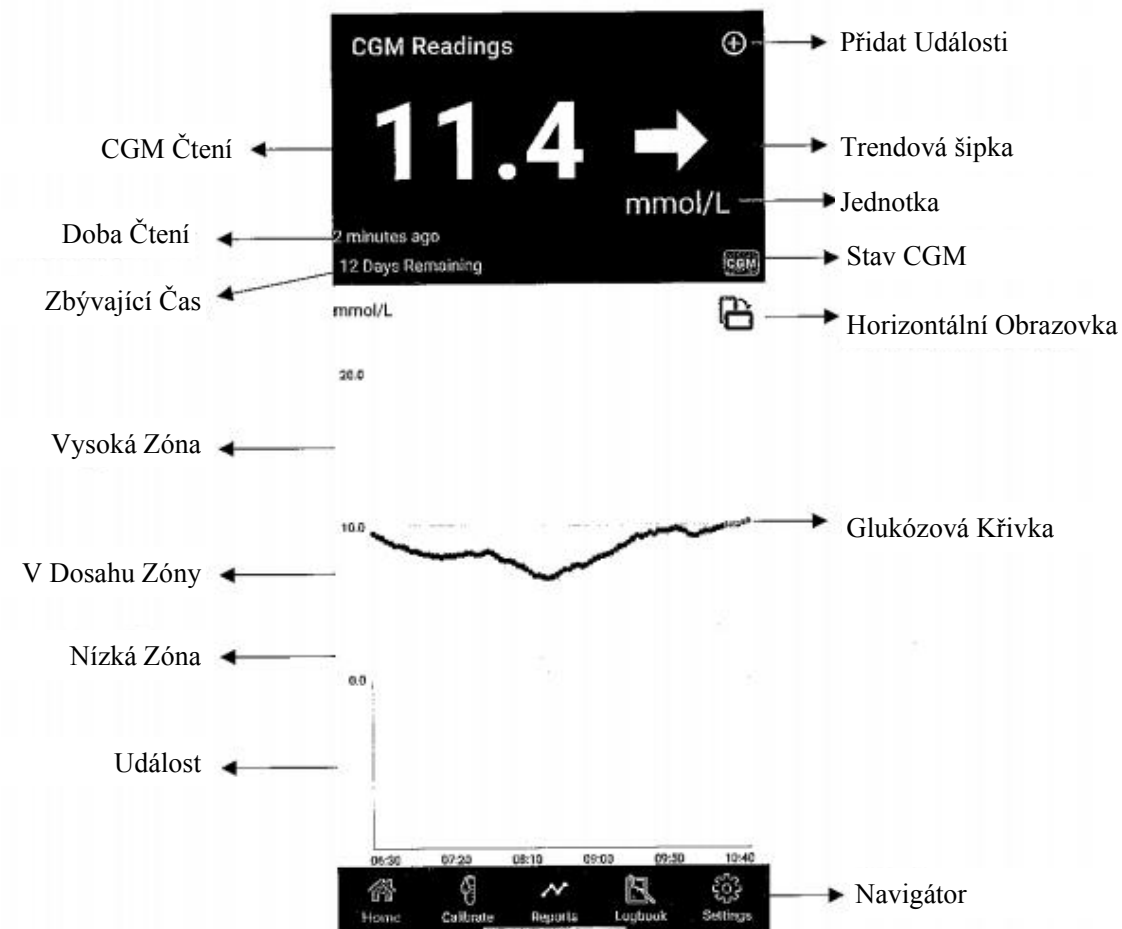 CGM Readings
Přidat Události
11.4
CGM Čtení
Trendová šipka
mmol/L
Jednotka
Doba Čtení
2 minutes ago
Stav CGM
12 Days Remaining
CGM
Zbývající Čas
mmol/L
Horizontální Obrazovka
20.0
Vysoká Zóna
10.0
Glukózová Křivka
V Dosahu Zóny
Nízká Zóna
0.0
Událost
06:30 07:20 08:10 09:00 09:50 10:40
Home Calibrate Reports Logbook Settings
Navigátor